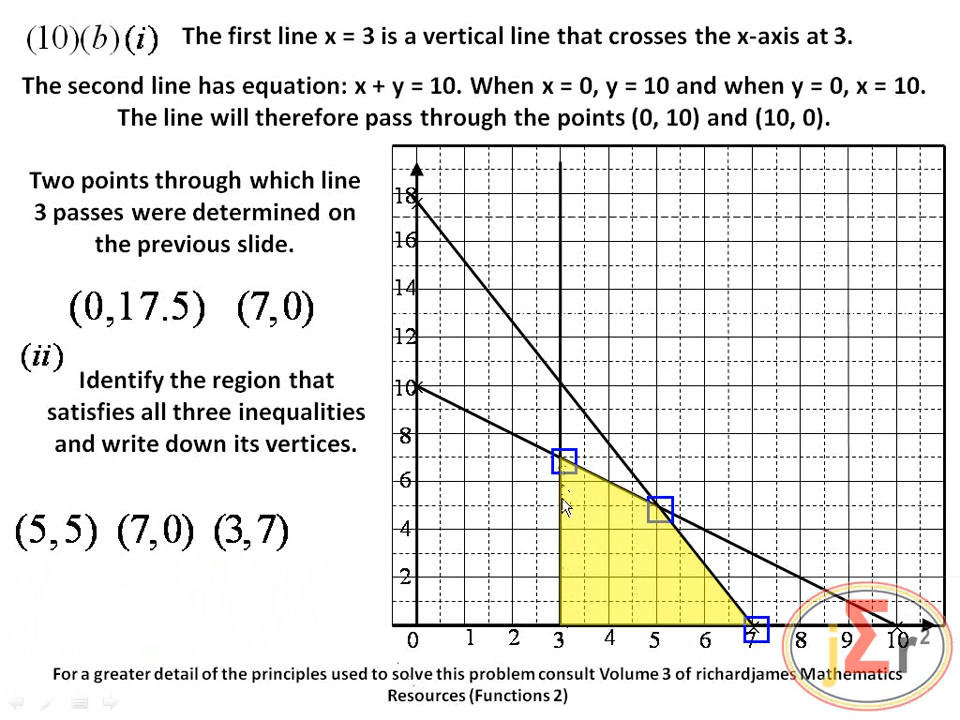 (10)(b)(i) The first line x = 3 is a vertical line that crosses the x-axis at 3.
The second line has equation: x + y = 10. When x = 0, y = 10 and when y = 0, x = 10.
The line will therefore pass through the points (0, 10) and (10, 0).
Two points through which line
3 passes were determined on
the previous slide.
(0,17.5) (7,0)
(ii)
Identify the region that
satisfies all three inequalities
and write down its vertices.
(5,5) (7,0) (3,7)
18
16
14
12
10
8
6
4
2
0 1 2 3 4 5 6 7 8 9 10
jΣr²
For a greater detail of the principles used to solve this problem consult Volume 3 of richardjames Mathematics
Resources (Functions 2)